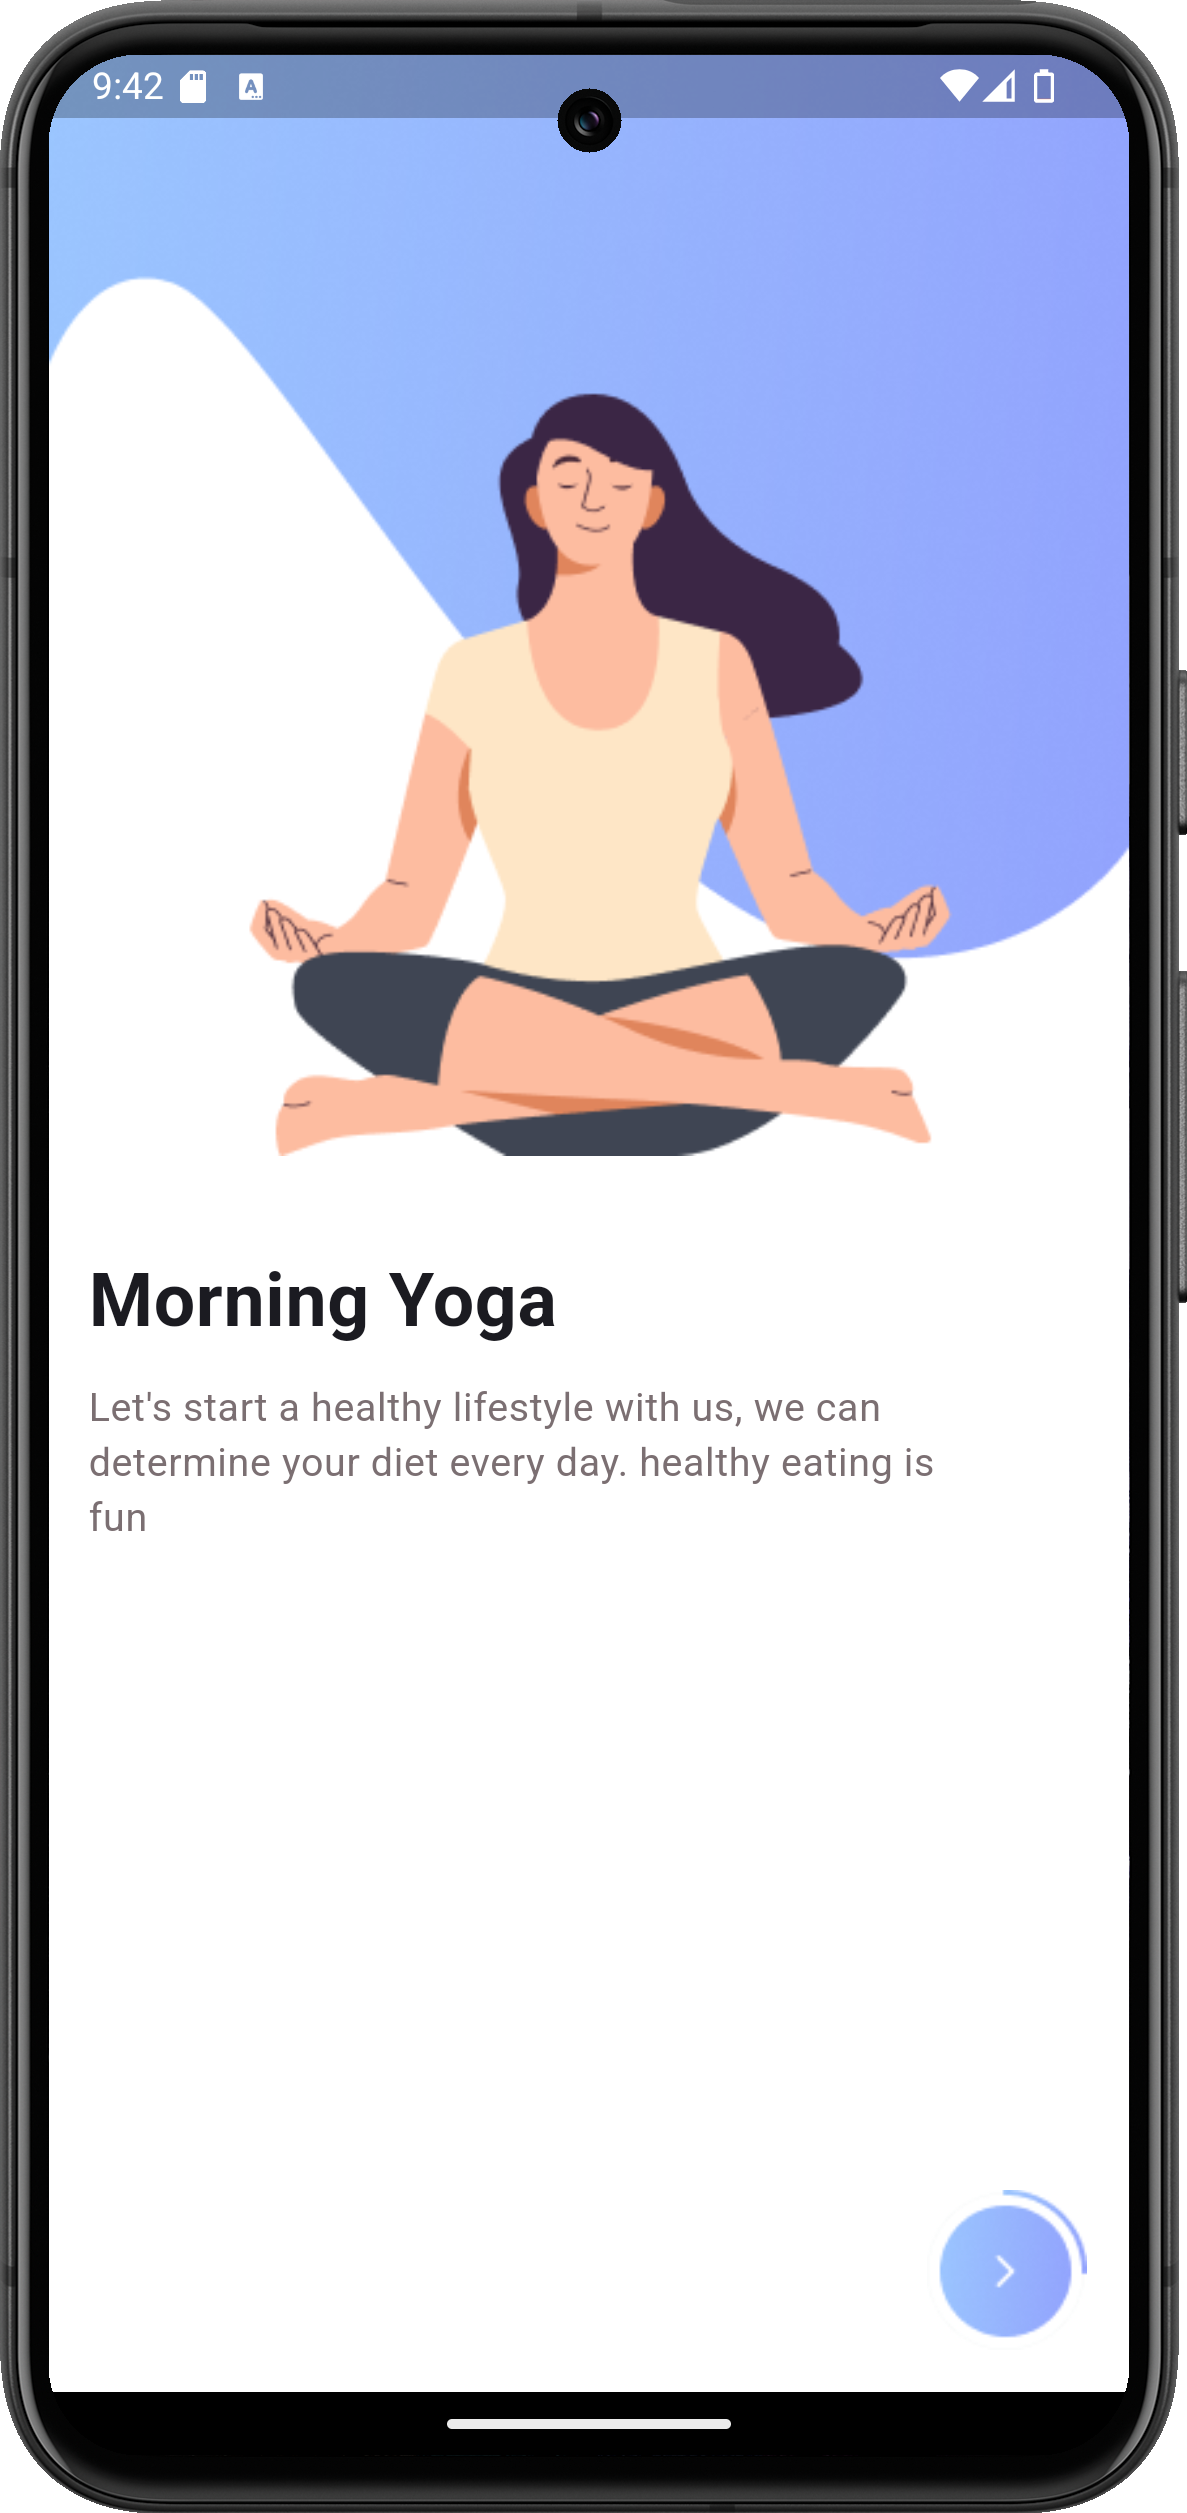 9:42
Morning Yoga
Let's start a healthy lifestyle with us, we can
determine your diet every day. healthy eating is
fun